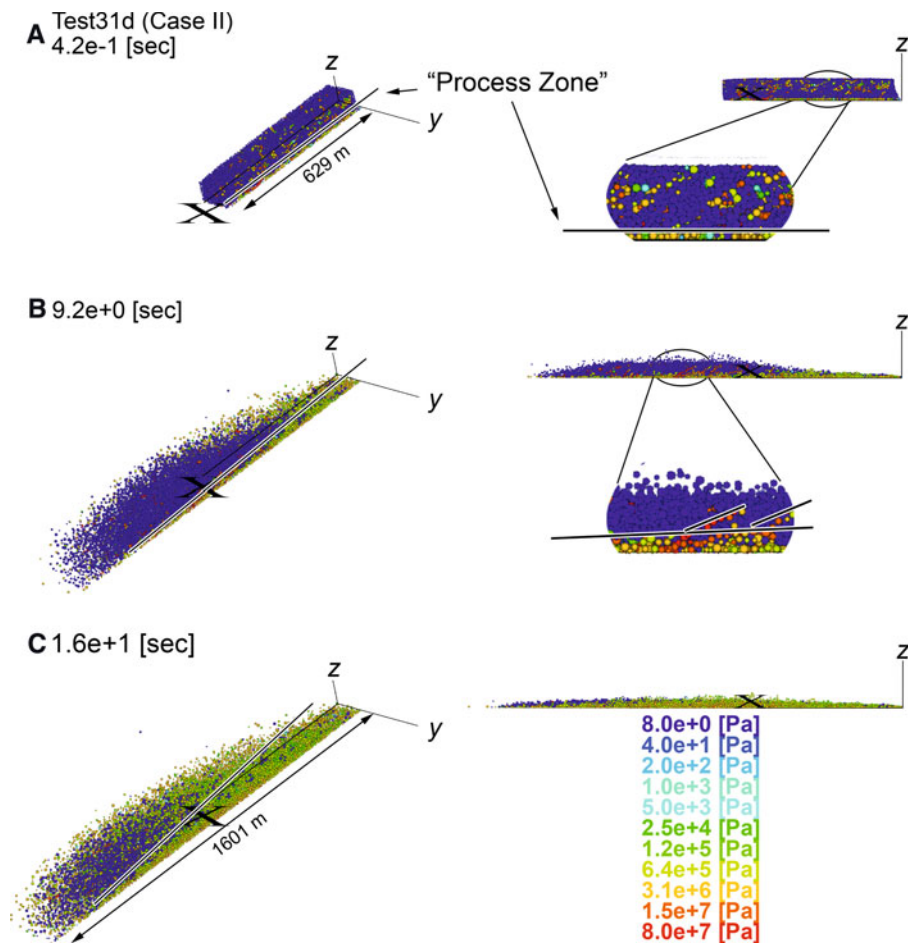 A Test31d (Case II)
4.2e-1 [sec]
z
y
X
629 m
"Process Zone"
z
X
B 9.2e+0 [sec]
z
y
X
z
X
C 1.6e+1 [sec]
z
y
X
1601 m
z
X
8.0e+0 [Pa]
4.0e+1 [Pa]
2.0e+2 [Pa]
1.0e+3 [Pa]
5.0e+3 [Pa]
2.5e+4 [Pa]
1.2e+5 [Pa]
6.4e+5 [Pa]
3.1e+6 [Pa]
1.5e+7 [Pa]
8.0e+7 [Pa]